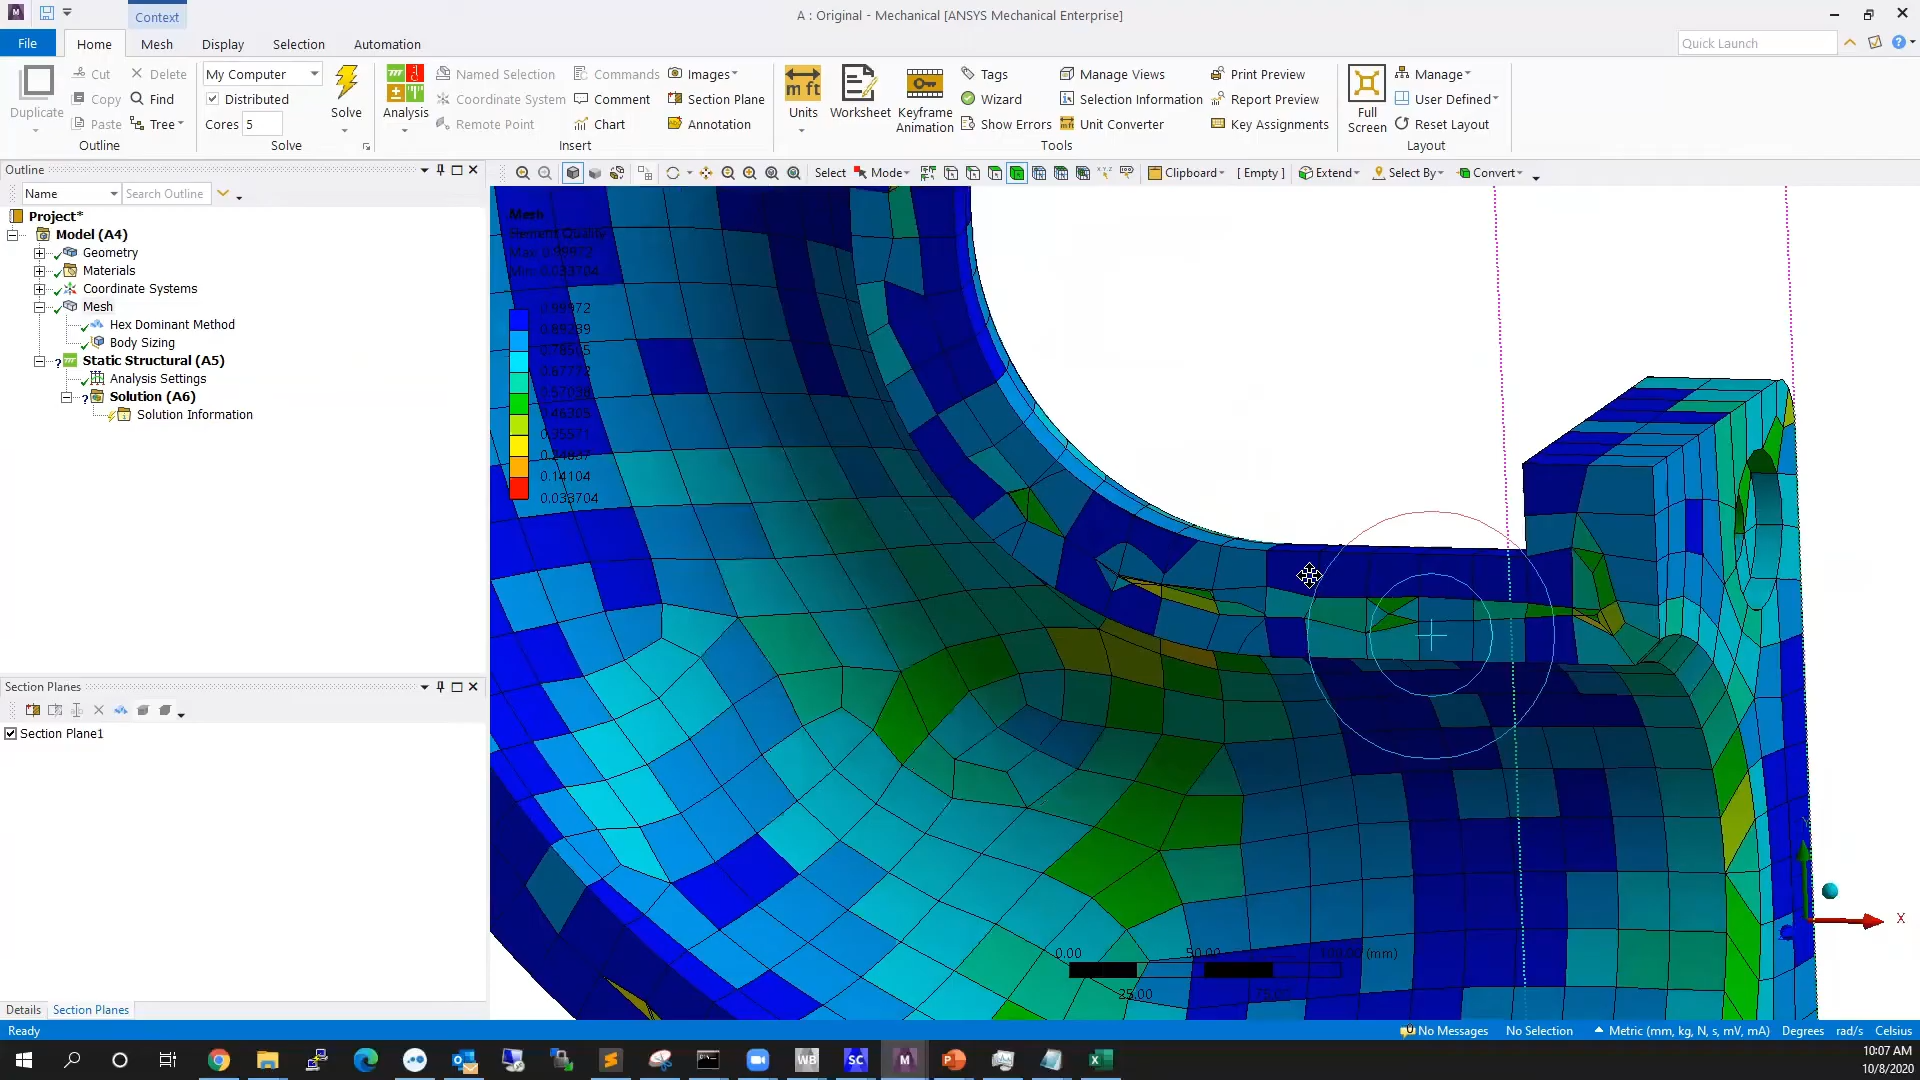 Context
A : Original - Mechanical [ANSYS Mechanical Enterprise]
File Home Mesh Display Selection Automation Quick Launch
Duplicate Cut Delete
Copy Find
Paste Tree
Outline
My Computer
Distributed
Cores 5
Solve
Solve
Analysis
Named Selection Commands Images
Coordinate System Comment Section Plane
Remote Point Chart Annotation
Insert
Units Worksheet Keyframe Animation
Tags Manage Views Print Preview
Wizard Selection Information Report Preview
Show Errors Unit Converter Key Assignments
Tools
Full Screen
Manage
User Defined
Reset Layout
Layout
Outline
Name Search Outline
Select Mode Clipboard [ Empty ] Extend Select By Convert
Project*
Model (A4)
Geometry
Materials
Coordinate Systems
Mesh
Hex Dominant Method
Body Sizing
Static Structural (A5)
Analysis Settings
Solution (A6)
Solution Information
Mesh
Element Quality
Max: 0.99972
Min: 0.033704
0.99972
0.89239
0.78505
0.67772
0.57038
0.46305
0.35571
0.24837
0.14104
0.033704
Section Planes
Section Plane1
0.00 50.00 100.00 (mm)
25.00 75.00
Y
X
Details Section Planes
Ready No Messages No Selection Metric (mm, kg, N, s, mV, mA) Degrees rad/s Celsius
WB SC M
10:07 AM
10/8/2020